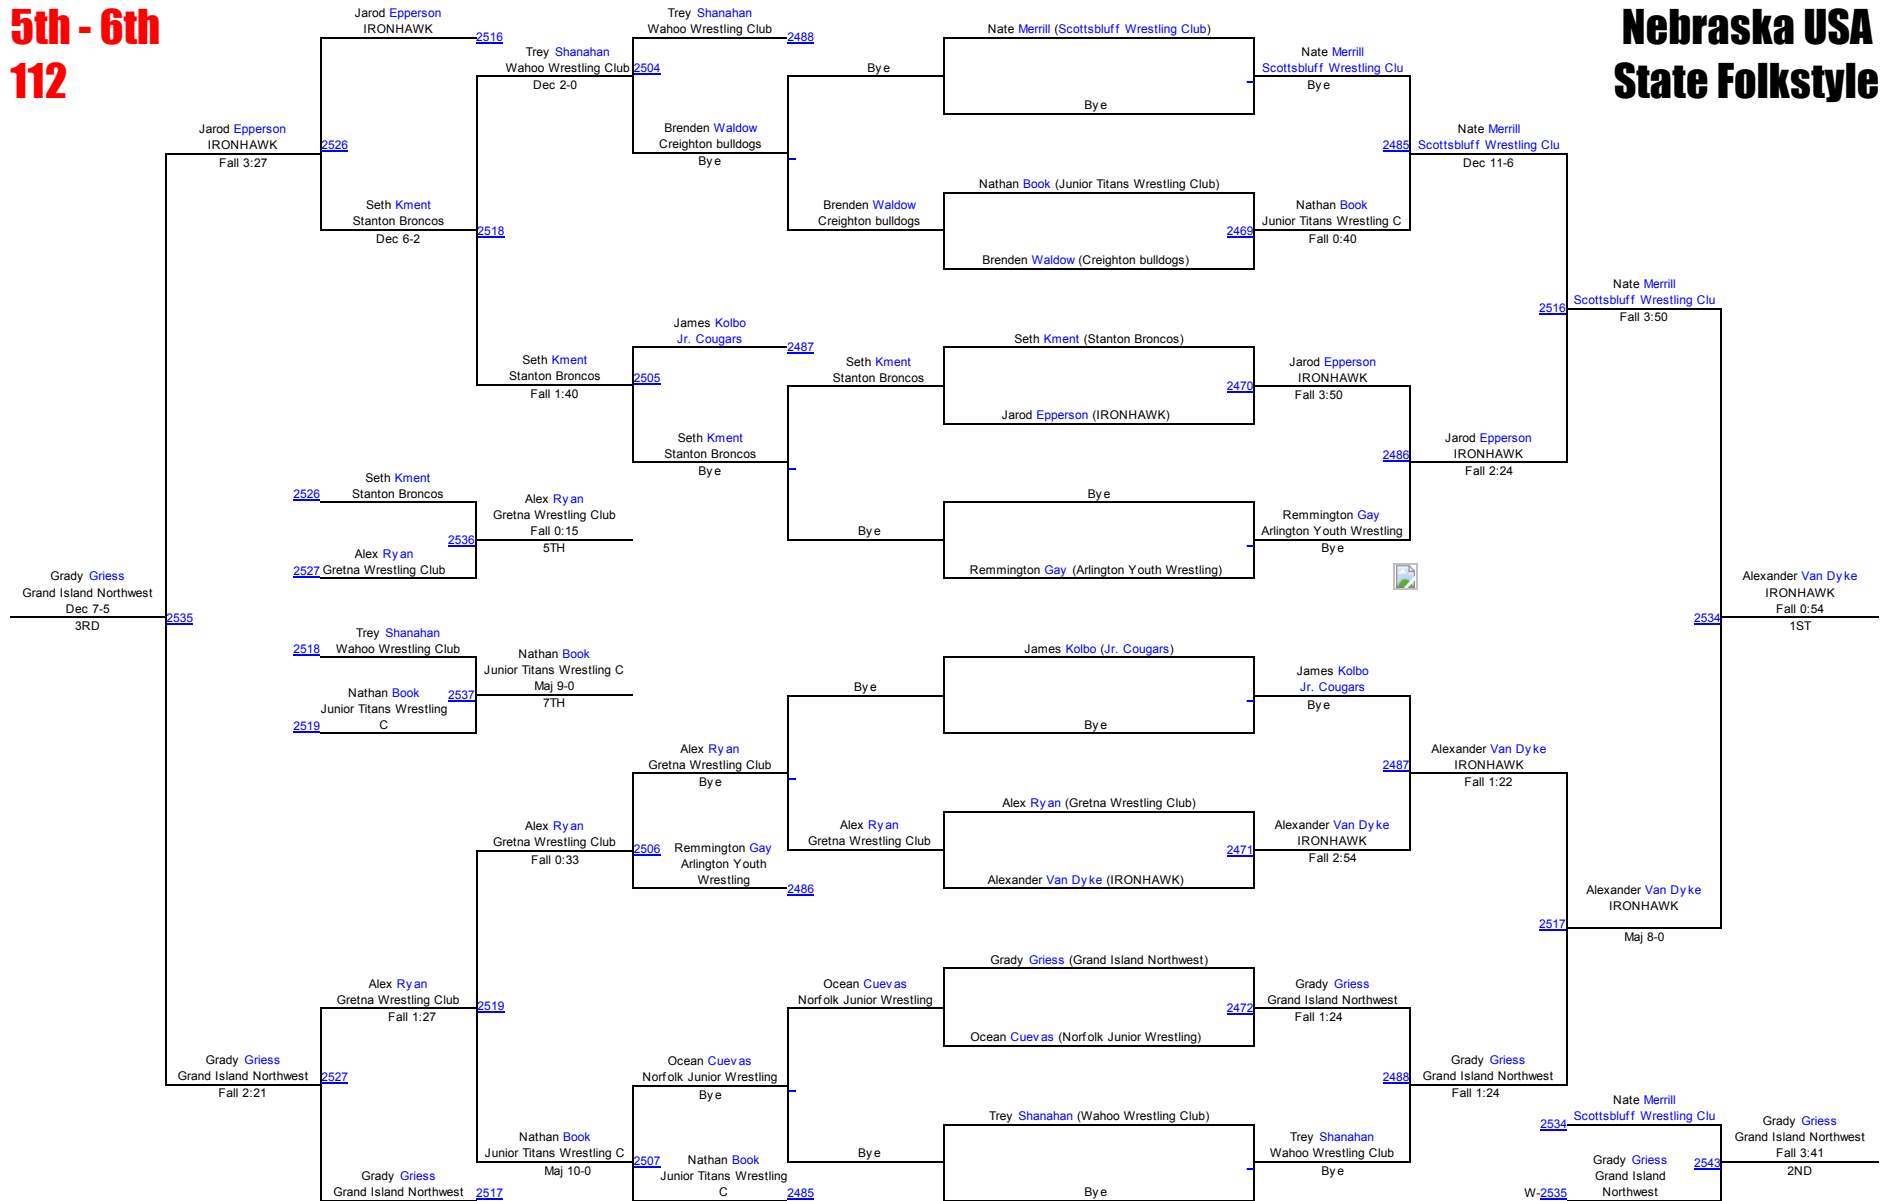 5th - 6th
112
Nebraska USA
State Folkstyle
Jarod Epperson
IRONHAWK
2516
Trey Shanahan
Wahoo Wrestling Club
2488
Trey Shanahan
Wahoo Wrestling Club
2504
Dec 2-0
Nate Merrill (Scottsbluff Wrestling Club)
Bye
Bye
Nate Merrill
Scottsbluff Wrestling Clu
Bye
Jarod Epperson
IRONHAWK
Fall 3:27
2526
Brenden Waldow
Creighton bulldogs
Bye
2485
Nate Merrill
Scottsbluff Wrestling Clu
Dec 11-6
Seth Kment
Stanton Broncos
Dec 6-2
2518
Brenden Waldow
Creighton bulldogs
Nathan Book (Junior Titans Wrestling Club)
2469
Brenden Waldow (Creighton bulldogs)
Nathan Book
Junior Titans Wrestling C
Fall 0:40
2516
Nate Merrill
Scottsbluff Wrestling Clu
Fall 3:50
James Kolbo
Jr. Cougars
2487
Seth Kment
Stanton Broncos
Fall 1:40
2505
Seth Kment
Stanton Broncos
Seth Kment (Stanton Broncos)
2470
Jarod Epperson (IRONHAWK)
Jarod Epperson
IRONHAWK
Fall 3:50
Seth Kment
Stanton Broncos
Bye
2486
Jarod Epperson
IRONHAWK
Fall 2:24
2526
Seth Kment
Stanton Broncos
2536
Alex Ryan
Gretna Wrestling Club
Fall 0:15
5TH
2527
Alex Ryan
Gretna Wrestling Club
Bye
Bye
Remmington Gay (Arlington Youth Wrestling)
Remmington Gay
Arlington Youth Wrestling
Bye
Grady Griess
Grand Island Northwest
Dec 7-5
3RD
2535
2534
Alexander Van Dyke
IRONHAWK
Fall 0:54
1ST
2518
Trey Shanahan
Wahoo Wrestling Club
2537
Nathan Book
Junior Titans Wrestling C
Maj 9-0
7TH
2519
Nathan Book
Junior Titans Wrestling
C
Bye
James Kolbo (Jr. Cougars)
Bye
James Kolbo
Jr. Cougars
Bye
Alex Ryan
Gretna Wrestling Club
Bye
2487
Alexander Van Dyke
IRONHAWK
Fall 1:22
Alex Ryan
Gretna Wrestling Club
Fall 0:33
2506
Remmington Gay
Arlington Youth
Wrestling
2486
Alex Ryan
Gretna Wrestling Club
Alex Ryan (Gretna Wrestling Club)
2471
Alexander Van Dyke (IRONHAWK)
Alexander Van Dyke
IRONHAWK
Fall 2:54
2517
Alexander Van Dyke
IRONHAWK
Maj 8-0
Alex Ryan
Gretna Wrestling Club
Fall 1:27
2519
Ocean Cuevas
Norfolk Junior Wrestling
Grady Griess (Grand Island Northwest)
2472
Ocean Cuevas (Norfolk Junior Wrestling)
Grady Griess
Grand Island Northwest
Fall 1:24
Grady Griess
Grand Island Northwest
Fall 2:21
2527
Ocean Cuevas
Norfolk Junior Wrestling
Bye
2488
Grady Griess
Grand Island Northwest
Fall 1:24
Nathan Book
Junior Titans Wrestling C
Maj 10-0
2507
Nathan Book
Junior Titans Wrestling
C
2485
Bye
Trey Shanahan (Wahoo Wrestling Club)
Bye
Trey Shanahan
Wahoo Wrestling Club
Bye
Grady Griess
Grand Island Northwest
2517
2534
Nate Merrill
Scottsbluff Wrestling Clu
2543
Grady Griess
Grand Island Northwest
Fall 3:41
2ND
W-2535
Grady Griess
Grand Island
Northwest